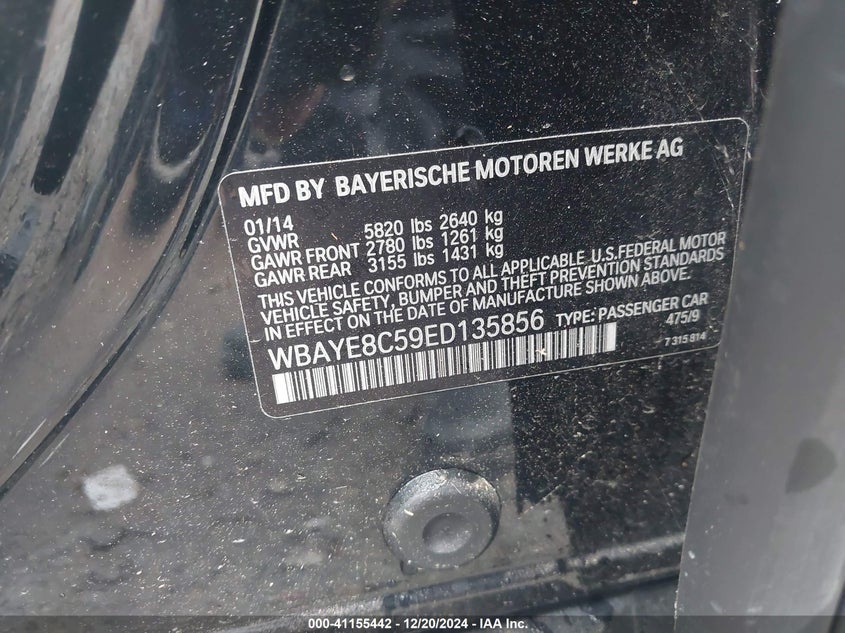 MFD BY BAYERISCHE MOTOREN WERKE AG
01/14
GVWR 5820 lbs 2640 kg
GAWR FRONT 2780 lbs 1261 kg
GAWR REAR 3155 lbs 1431 kg
THIS VEHICLE CONFORMS TO ALL APPLICABLE U.S.FEDERAL MOTOR
VEHICLE SAFETY, BUMPER AND THEFT PREVENTION STANDARDS
IN EFFECT ON THE DATE OF MANUFACTURE SHOWN ABOVE.
WBAYE8C59ED135856 TYPE: PASSENGER CAR
475/9
7 315 814
000-41155442 - 12/20/2024 - IAA Inc.